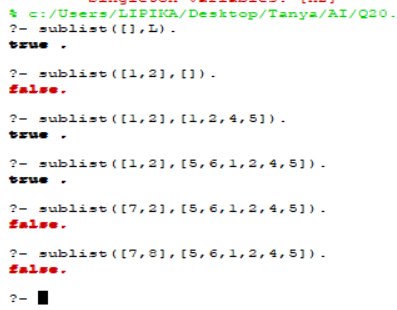 Singleton variables:
% c:/Users/LIPIKA/Desktop/Tanya/AI/Q20.
?- sublist([],L).
true .
?- sublist([1,2],[]).
false.
?- sublist([1,2],[1,2,4,5]).
true .
?- sublist([1,2],[5,6,1,2,4,5]).
true .
?- sublist([7,2],[5,6,1,2,4,5]).
false.
?- sublist([7,8],[5,6,1,2,4,5]).
false.
?-